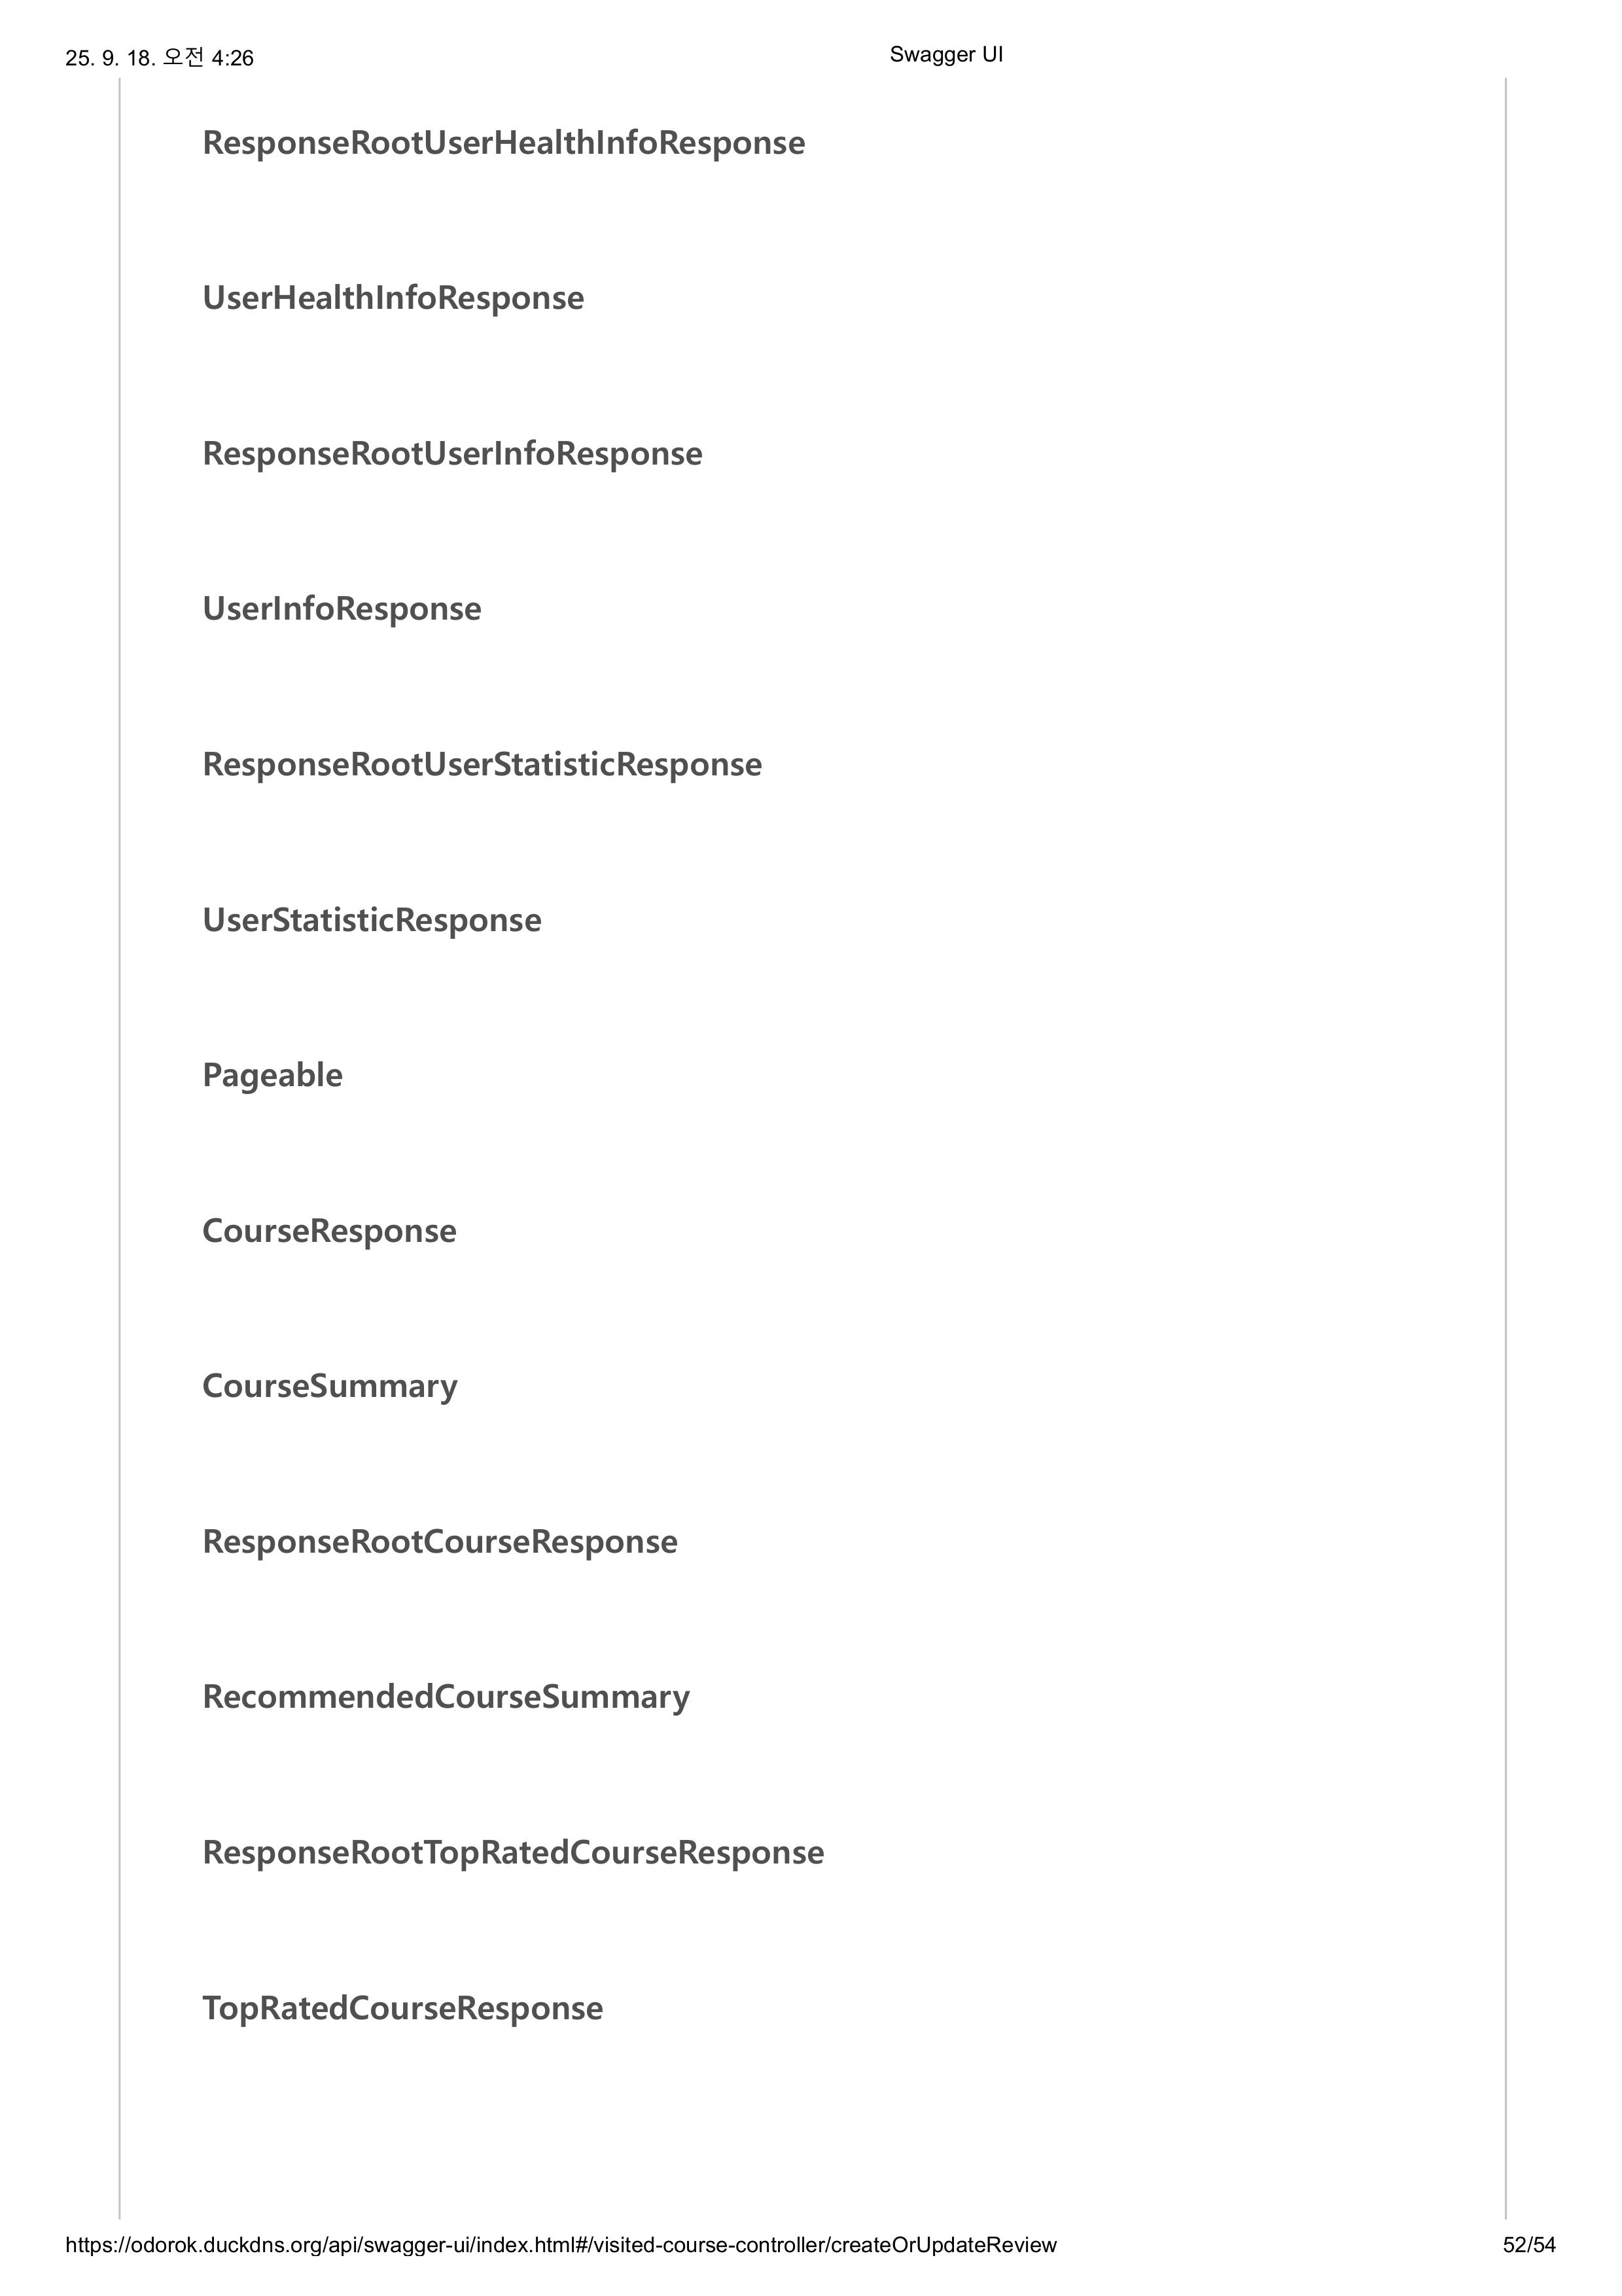 25. 9. 18. 오전 4:26
Swagger UI
ResponseRootUserHealthInfoResponse
UserHealthInfoResponse
ResponseRootUserInfoResponse
UserInfoResponse
ResponseRootUserStatisticResponse
UserStatisticResponse
Pageable
CourseResponse
CourseSummary
ResponseRootCourseResponse
RecommendedCourseSummary
ResponseRootTopRatedCourseResponse
TopRatedCourseResponse
https://odorok.duckdns.org/api/swagger-ui/index.html#/visited-course-controller/createOrUpdateReview
52/54